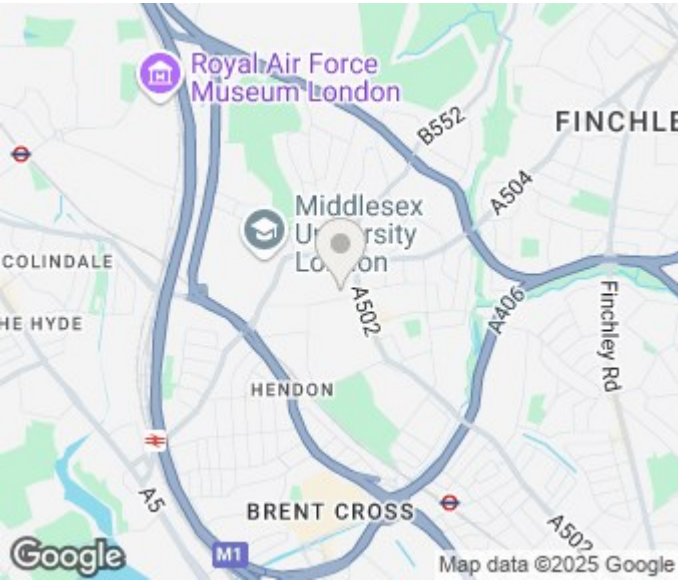 Royal Air Force
Museum London
B552
FINCHLE
A504
Middlesex
University
London
COLINDALE
HE HYDE
A502
A406
Finchley Rd
HENDON
A5
BRENT CROSS
A502
M1
Google
Map data ©2025 Google